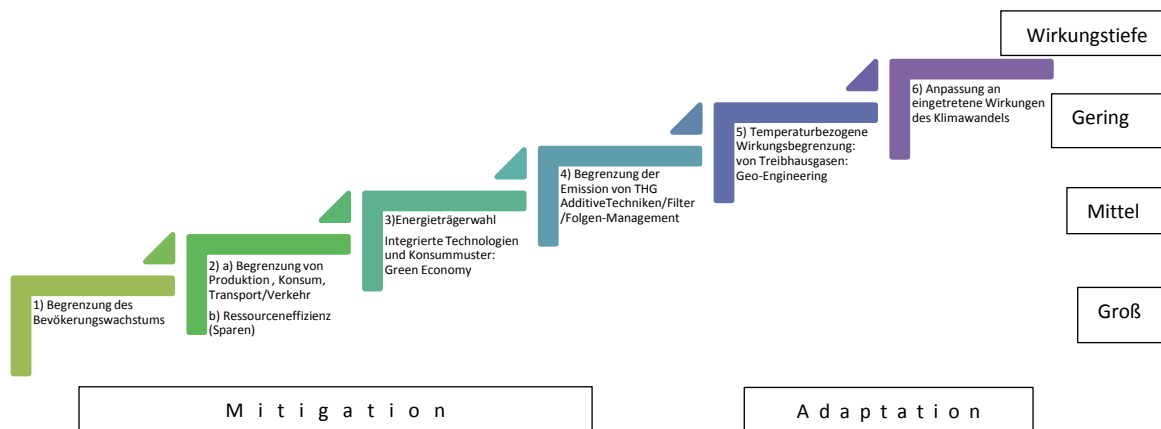 Wirkungstiefe
1) Begrenzung des
Bevökerungswachstums
2) a) Begrenzung von
Produktion , Konsum,
Transport/Verkehr
b) Ressourceneffizienz
(Sparen)
3)Energieträgerwahl
Integrierte Technologien
und Konsummuster:
Green Economy
4) Begrenzung der
Emission von THG
AdditiveTechniken/Filter
/Folgen-Management
5) Temperaturbezogene
Wirkungsbegrenzung:
von Treibhausgasen:
Geo-Engineering
6) Anpassung an
eingetretene Wirkungen
des Klimawandels
Gering
Mittel
Groß
M i t i g a t i o n
A d a p t a t i o n